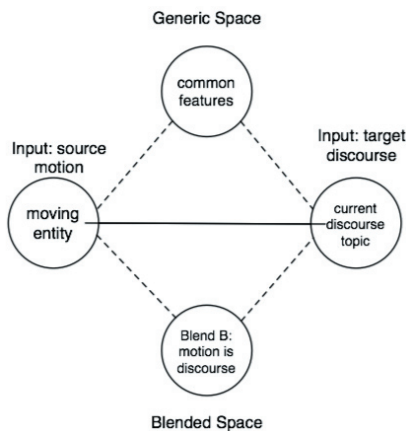 Generic Space
common
features
Input: source
motion
Input: target
discourse
moving
entity
current
discourse
topic
Blend B:
motion is
discourse
Blended Space